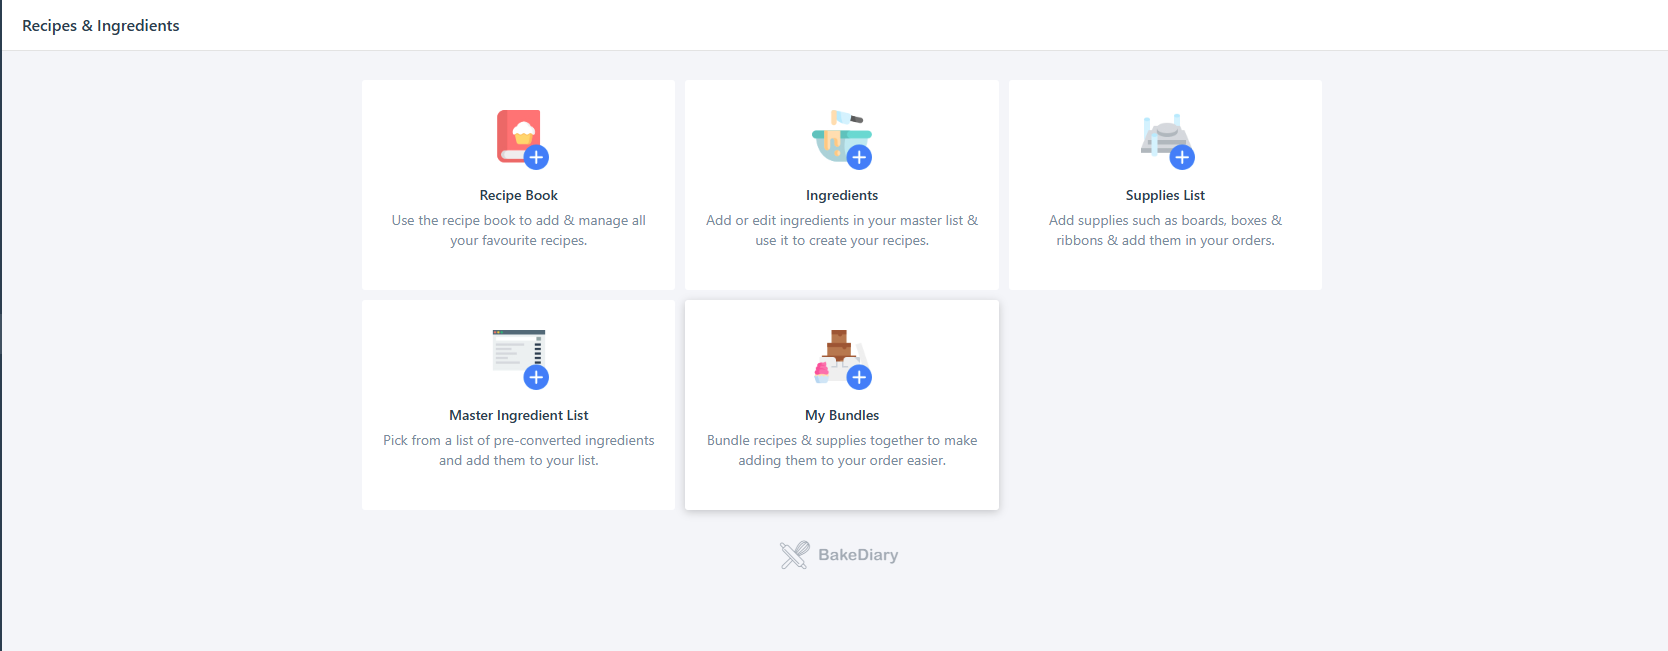 Recipes & Ingredients
Recipe Book
Use the recipe book to add & manage all
your favourite recipes.
Ingredients
Add or edit ingredients in your master list &
use it to create your recipes.
Supplies List
Add supplies such as boards, boxes &
ribbons & add them in your orders.
Master Ingredient List
Pick from a list of pre-converted ingredients
and add them to your list.
My Bundles
Bundle recipes & supplies together to make
adding them to your order easier.
BakeDiary